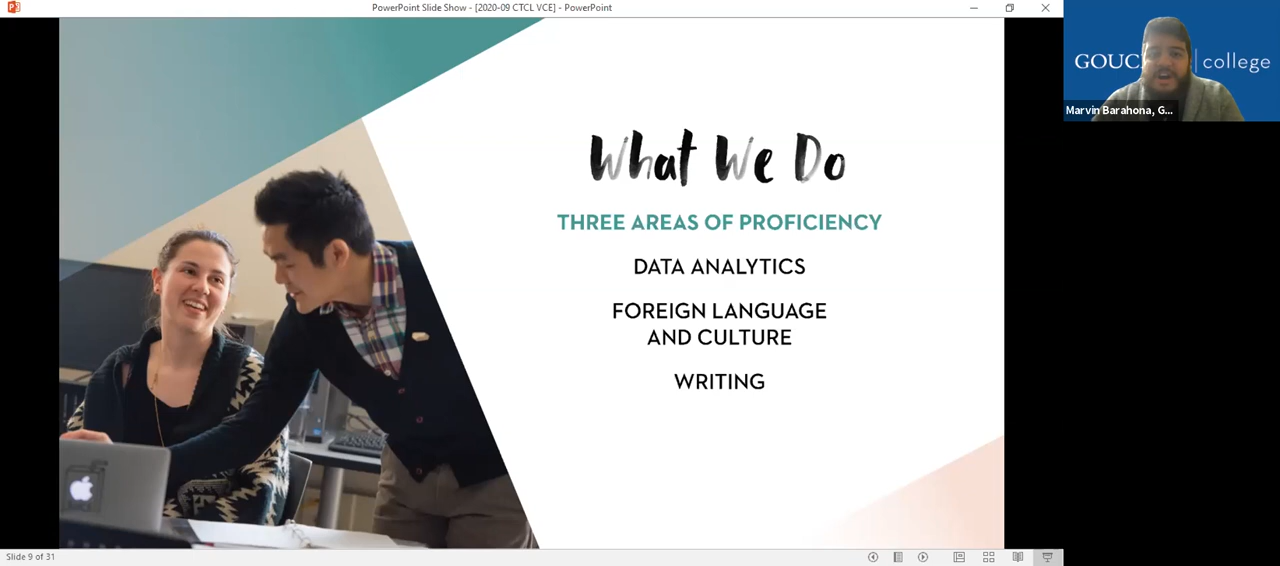 PowerPoint Slide Show - [2020-09 CTCL VCE] - PowerPoint
GOUC
college
Marvin Barahona, G...
What We Do
THREE AREAS OF PROFICIENCY
DATA ANALYTICS
FOREIGN LANGUAGE
AND CULTURE
WRITING
Slide 9 of 31